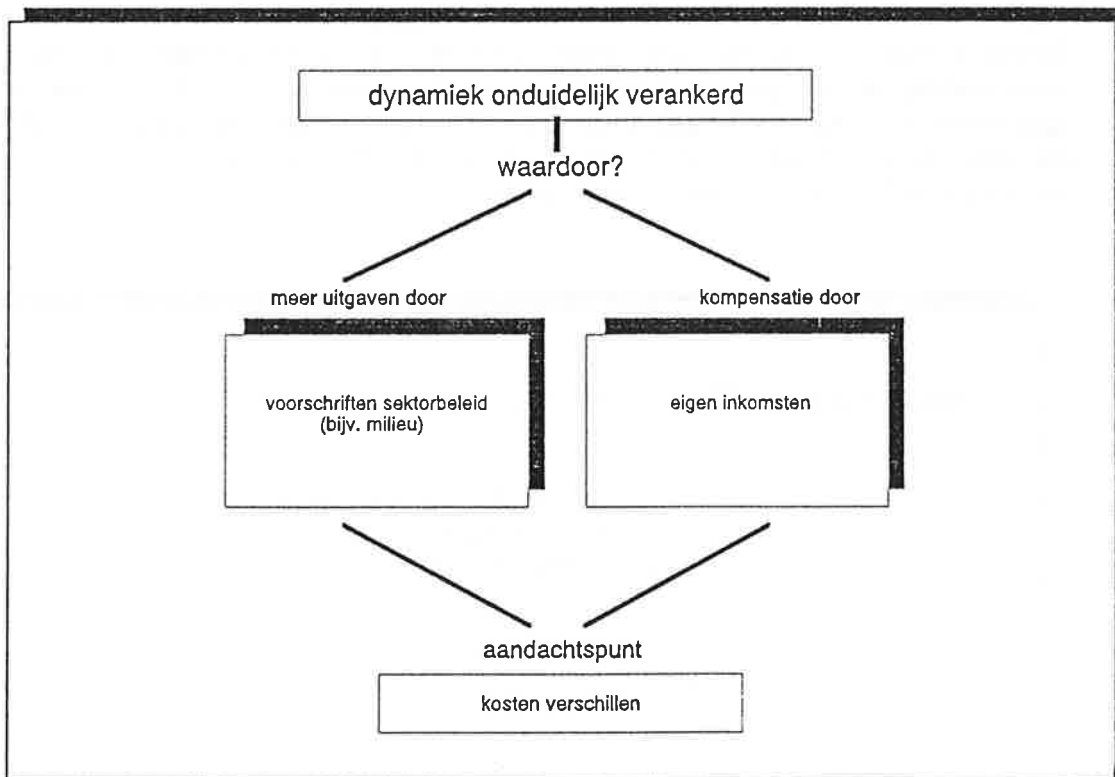 dynamiek onduidelijk verankerd
waardoor?
meer uitgaven door
kompensatie door
voorschriften sektorbeleid
(bijv. milieu)
eigen inkomsten
aandachtspunt
kosten verschillen